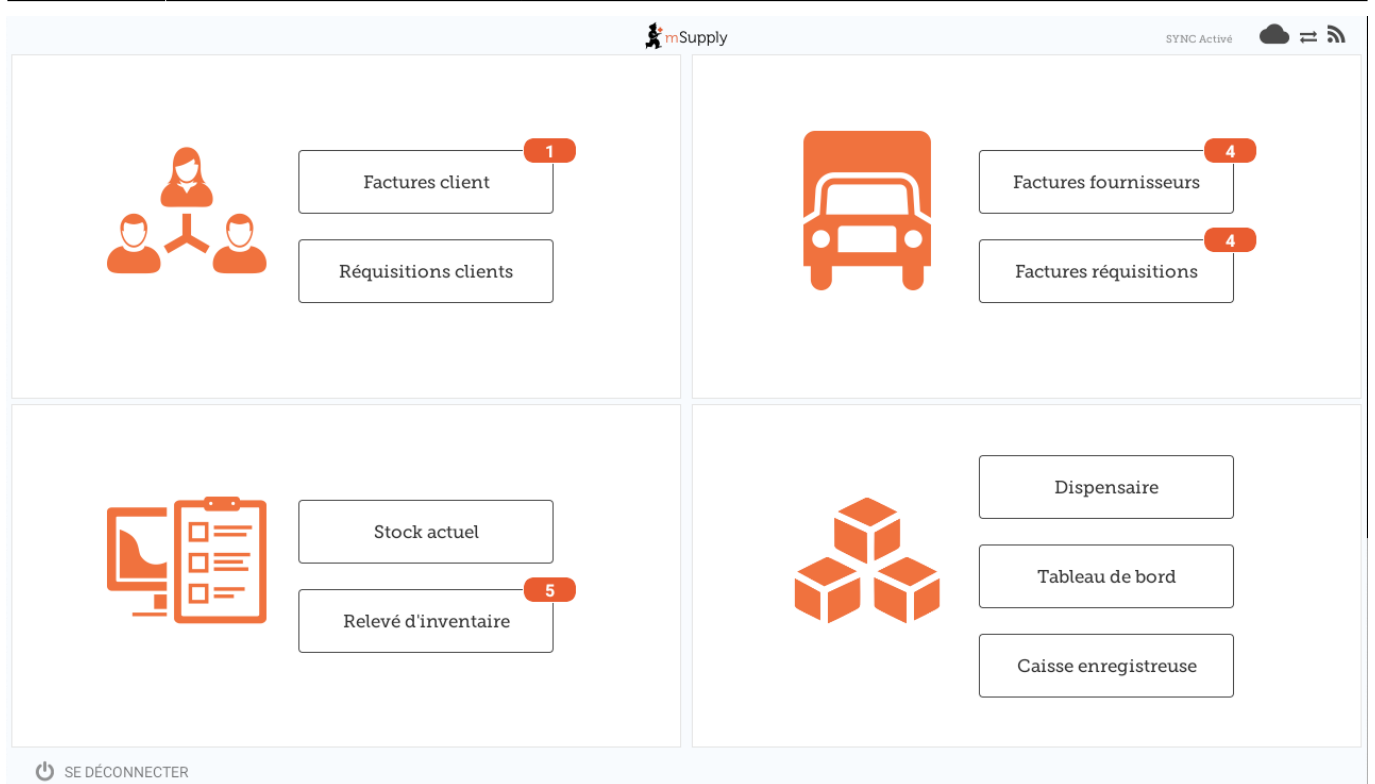 mSupply
SYNC Activé
1
Factures client
Réquisitions clients
4
Factures fournisseurs
4
Factures réquisitions
Stock actuel
5
Relevé d'inventaire
Dispensaire
Tableau de bord
Caisse enregistreuse
SE DÉCONNECTER